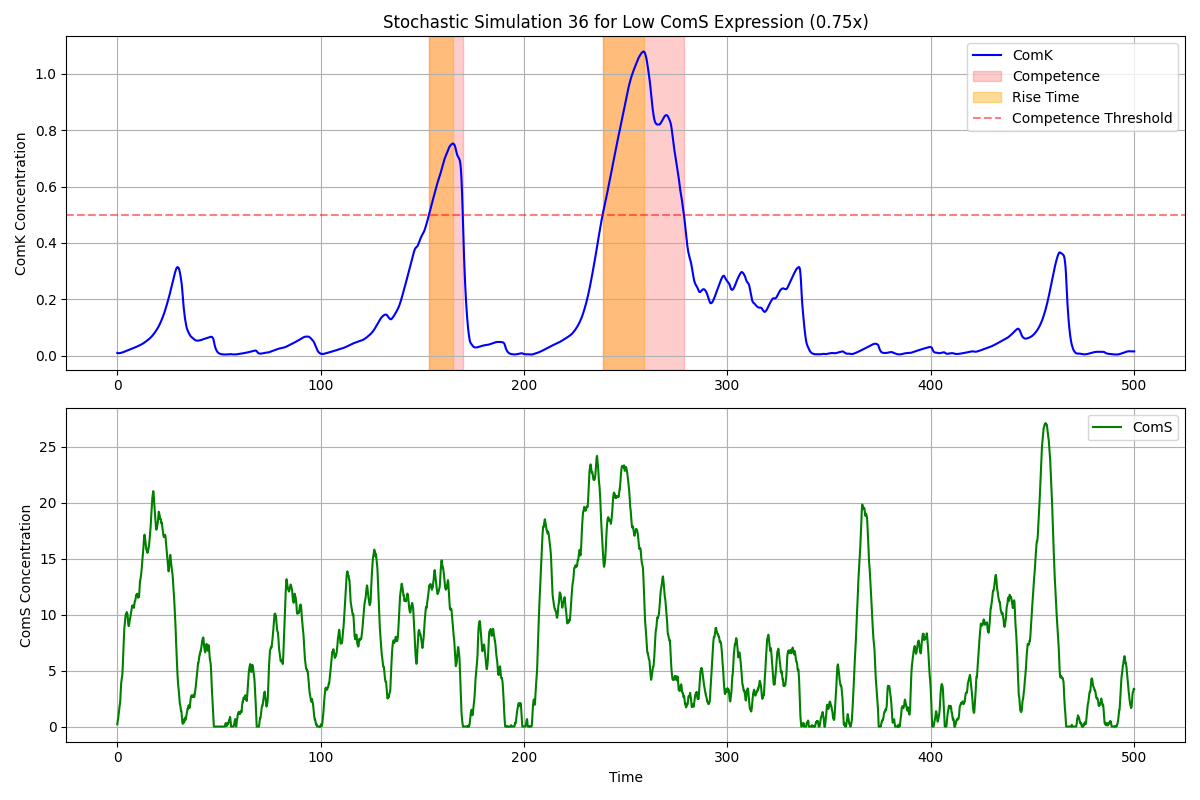 Stochastic Simulation 36 for Low ComS Expression (0.75x)
ComK Concentration
1.0
0.8
0.6
0.4
0.2
0.0
ComK
Competence
Rise Time
Competence Threshold
0 100 200 300 400 500
ComS Concentration
25
20
15
10
5
0
ComS
0 100 200 300 400 500
Time